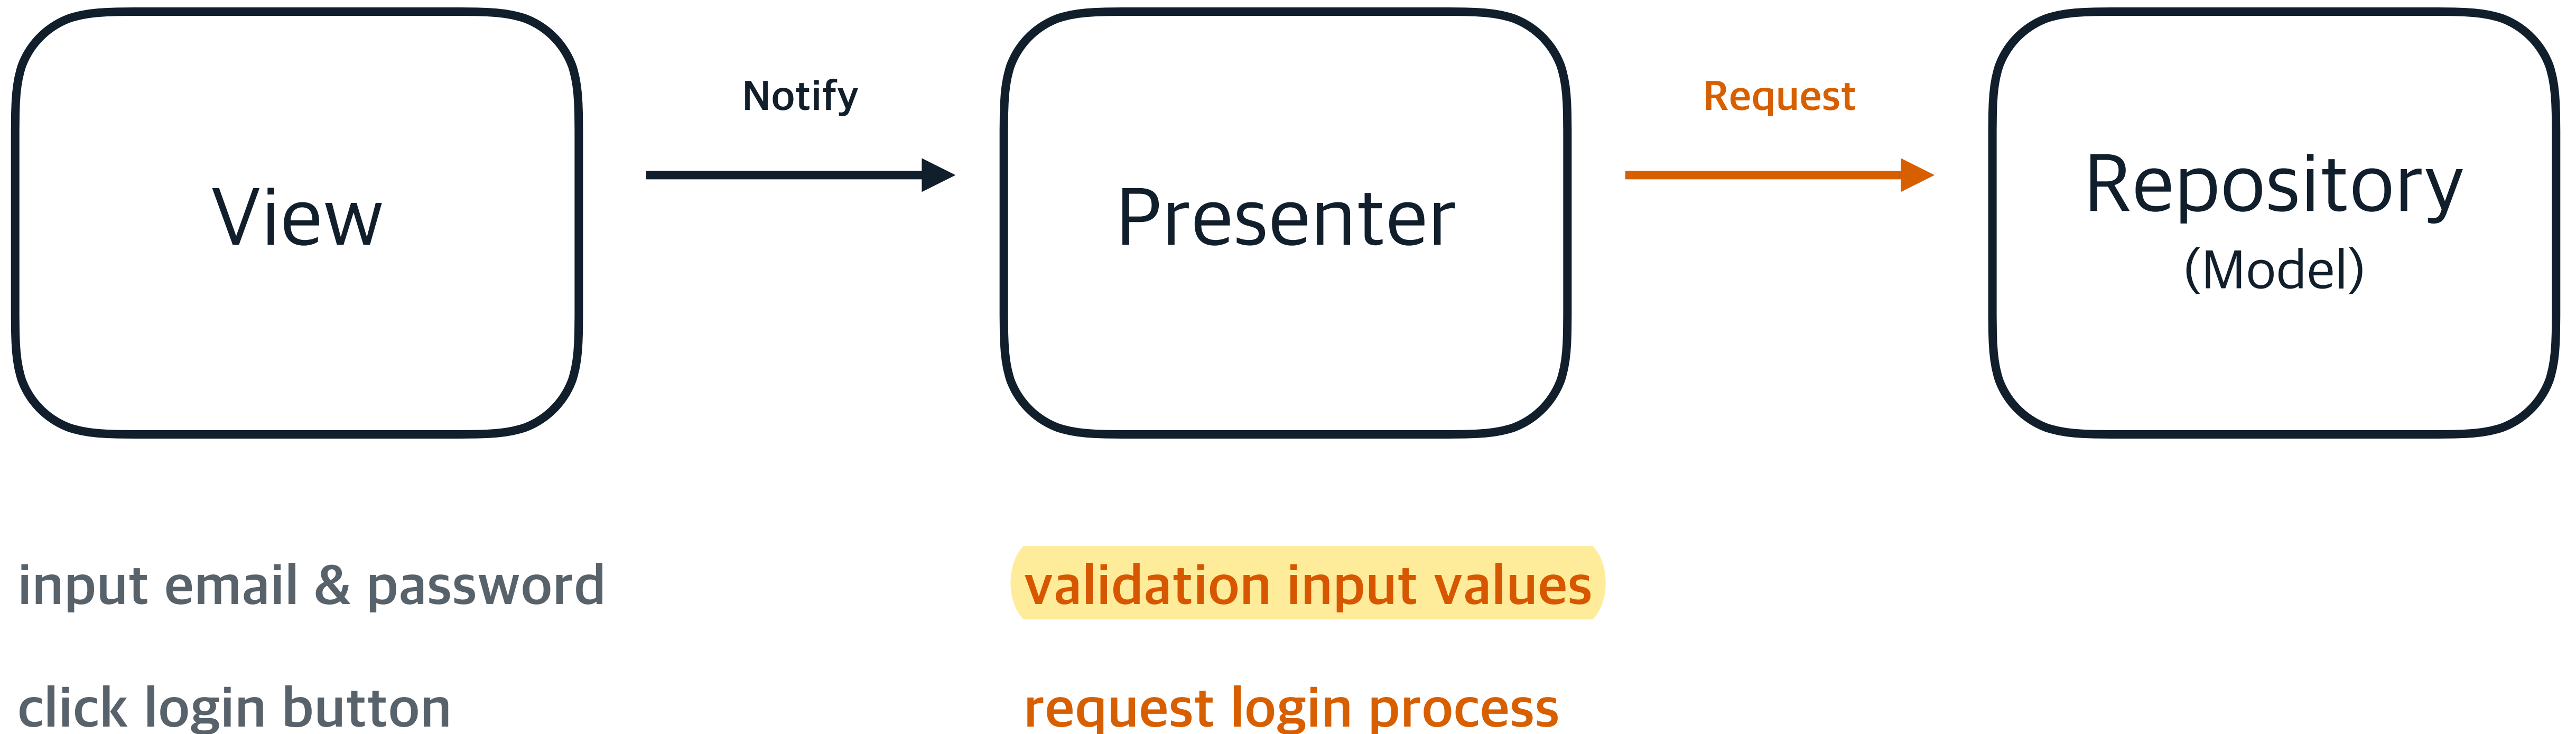 View
Notify
Presenter
Request
Repository
(Model)
input email & password
validation input values
click login button
request login process